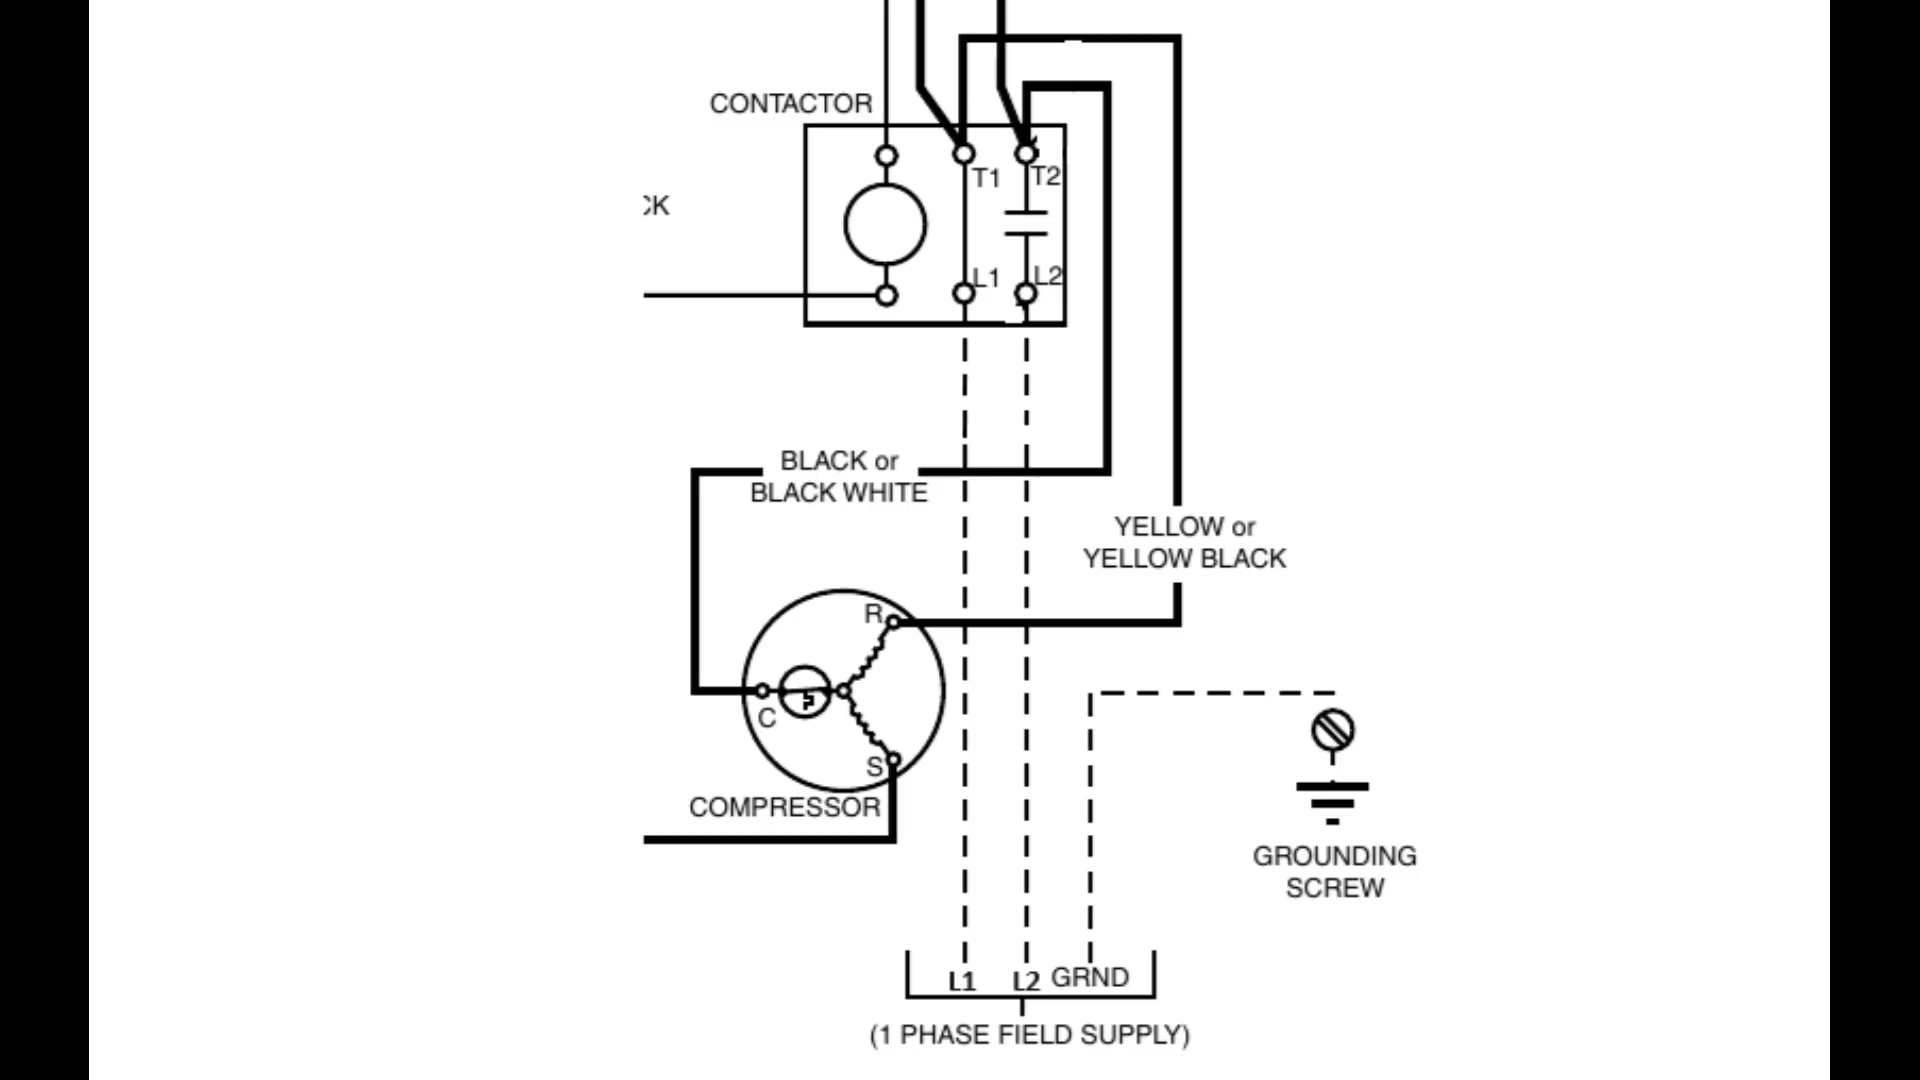 CONTACTOR
T1
T2
CK
L1
L2
BLACK or
BLACK WHITE
YELLOW or
YELLOW BLACK
R
C
S
COMPRESSOR
GROUNDING
SCREW
L1 L2 GRND
(1 PHASE FIELD SUPPLY)